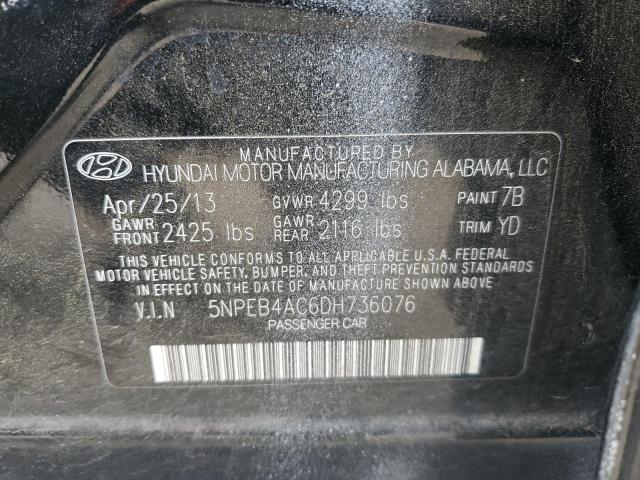 MANUFACTURED BY
HYUNDAI MOTOR MANUFACTURING ALABAMA, LLC
Apr/25/13 GVWR 4299 lbs PAINT 7B
GAWR FRONT 2425 lbs GAWR REAR 2116 lbs TRIM YD
THIS VEHICLE CONFORMS TO ALL APPLICABLE U.S.A. FEDERAL
MOTOR VEHICLE SAFETY, BUMPER, AND THEFT PREVENTION STANDARDS
IN EFFECT ON THE DATE OF MANUFACTURE SHOWN ABOVE.
V.I.N 5NPEB4AC6DH736076
PASSENGER CAR